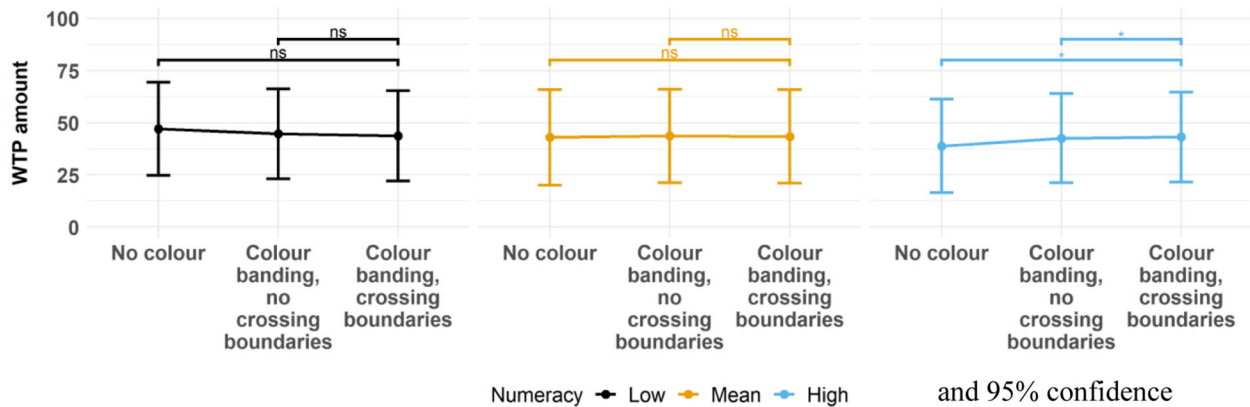 100
75
50
25
0
WTP amount
ns
ns
ns
ns
*
*
No colour
Colour
banding,
no
crossing
boundaries
Colour
banding,
crossing
boundaries
No colour
Colour
banding,
no
crossing
boundaries
Colour
banding,
crossing
boundaries
No colour
Colour
banding,
no
crossing
boundaries
Colour
banding,
crossing
boundaries
Numeracy Low Mean High
and 95% confidence